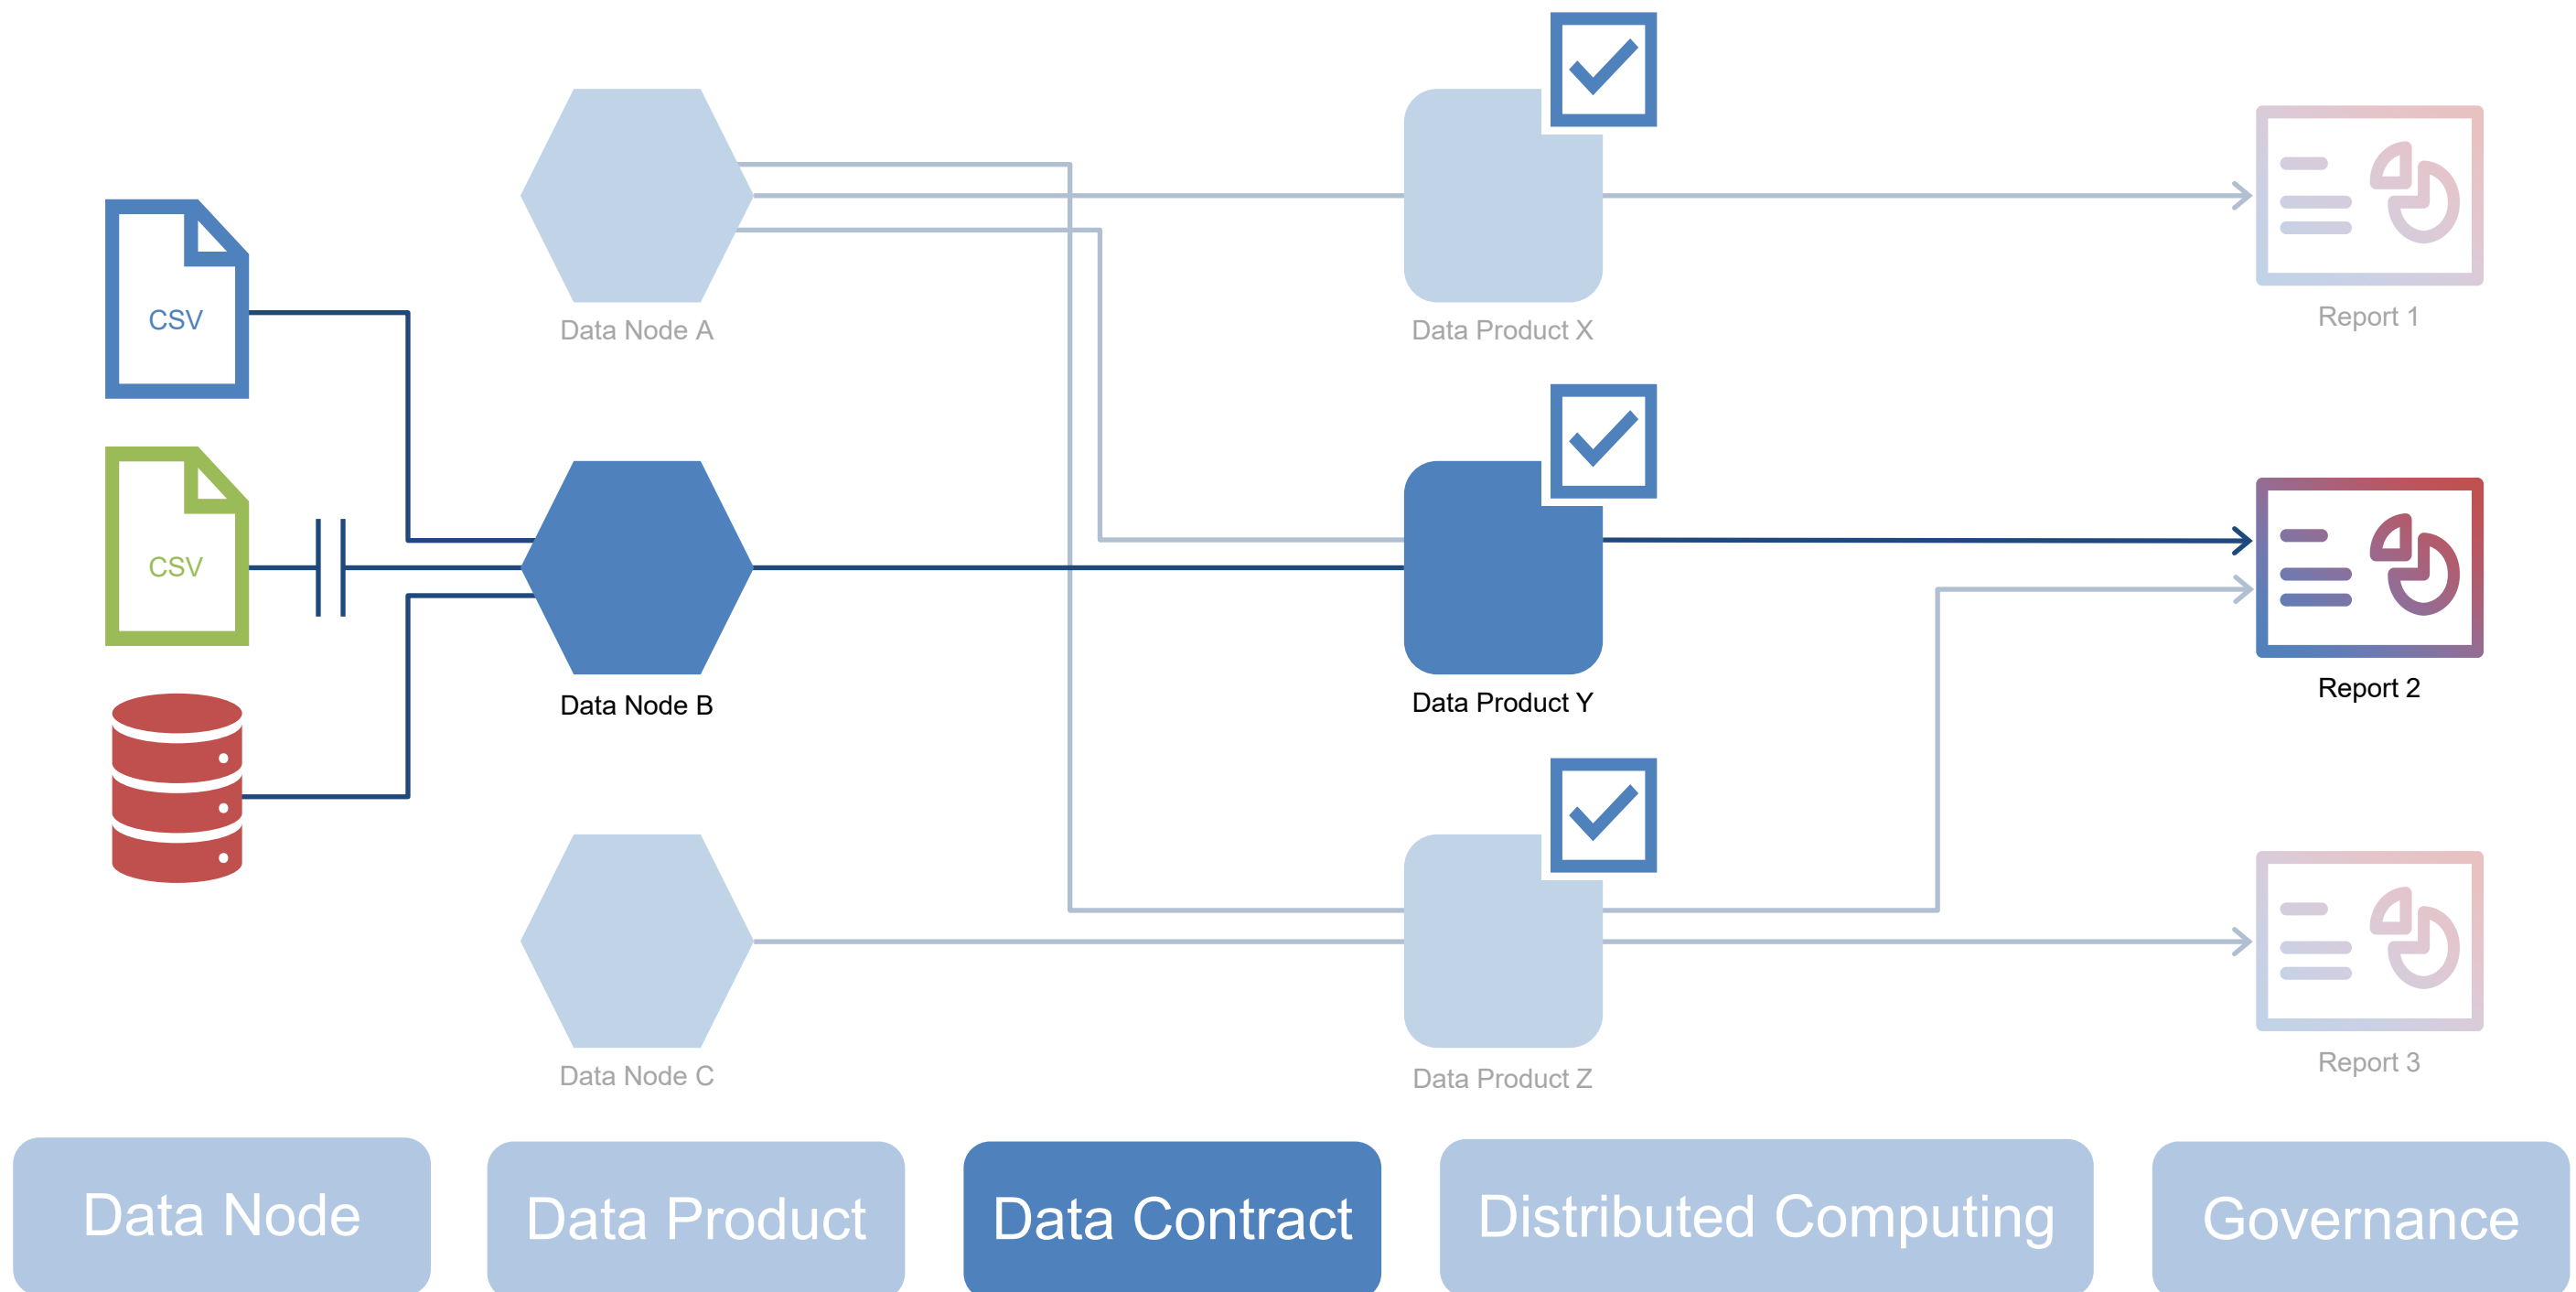 CSV
Data Node A
Data Product X
Report 1
CSV
Data Node B
Data Product Y
Report 2
Data Node C
Data Product Z
Report 3
Data Node
Data Product
Data Contract
Distributed Computing
Governance